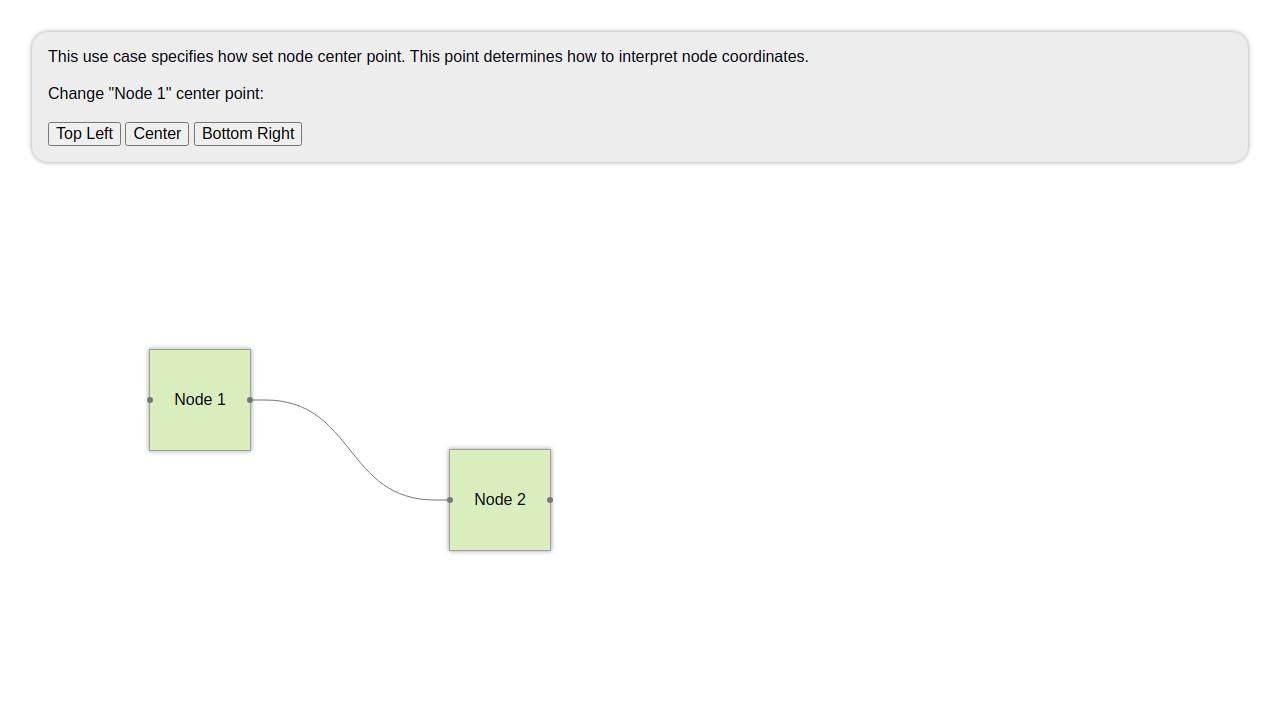 This use case specifies how set node center point. This point determines how to interpret node coordinates.
Change "Node 1" center point:
Top Left Center Bottom Right
Node 1
Node 2